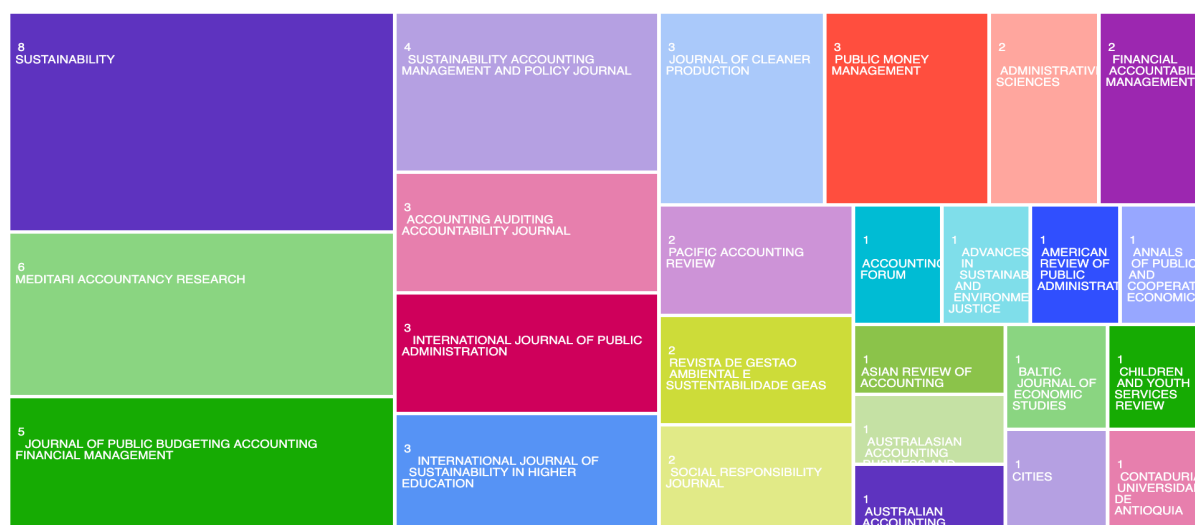 8
SUSTAINABILITY
6
MEDITARI ACCOUNTANCY RESEARCH
5
JOURNAL OF PUBLIC BUDGETING ACCOUNTING
FINANCIAL MANAGEMENT
4
SUSTAINABILITY ACCOUNTING
MANAGEMENT AND POLICY JOURNAL
3
ACCOUNTING AUDITING
ACCOUNTABILITY JOURNAL
3
INTERNATIONAL JOURNAL OF PUBLIC
ADMINISTRATION
3
INTERNATIONAL JOURNAL OF
SUSTAINABILITY IN HIGHER
EDUCATION
3
JOURNAL OF CLEANER
PRODUCTION
3
PUBLIC MONEY
MANAGEMENT
2
ADMINISTRATIVE
SCIENCES
2
FINANCIAL
ACCOUNTABIL
MANAGEMENT
2
PACIFIC ACCOUNTING
REVIEW
2
REVISTA DE GESTAO
AMBIENTAL E
SUSTENTABILIDADE GEAS
2
SOCIAL RESPONSIBILITY
JOURNAL
1
ACCOUNTING
FORUM
1
ADVANCES
IN
SUSTAINAB
AND
ENVIRONME
JUSTICE
1
AMERICAN
REVIEW OF
PUBLIC
ADMINISTRAT
1
ANNALS
OF PUBLIC
AND
COOPERAT
ECONOMIC
1
ASIAN REVIEW OF
ACCOUNTING
1
AUSTRALASIAN
ACCOUNTING
BUSINESS AND
1
AUSTRALIAN
ACCOUNTING
1
BALTIC
JOURNAL OF
ECONOMIC
STUDIES
1
CHILDREN
AND YOUTH
SERVICES
REVIEW
1
CITIES
1
CONTADURIA
UNIVERSIDA
DE
ANTIOQUIA